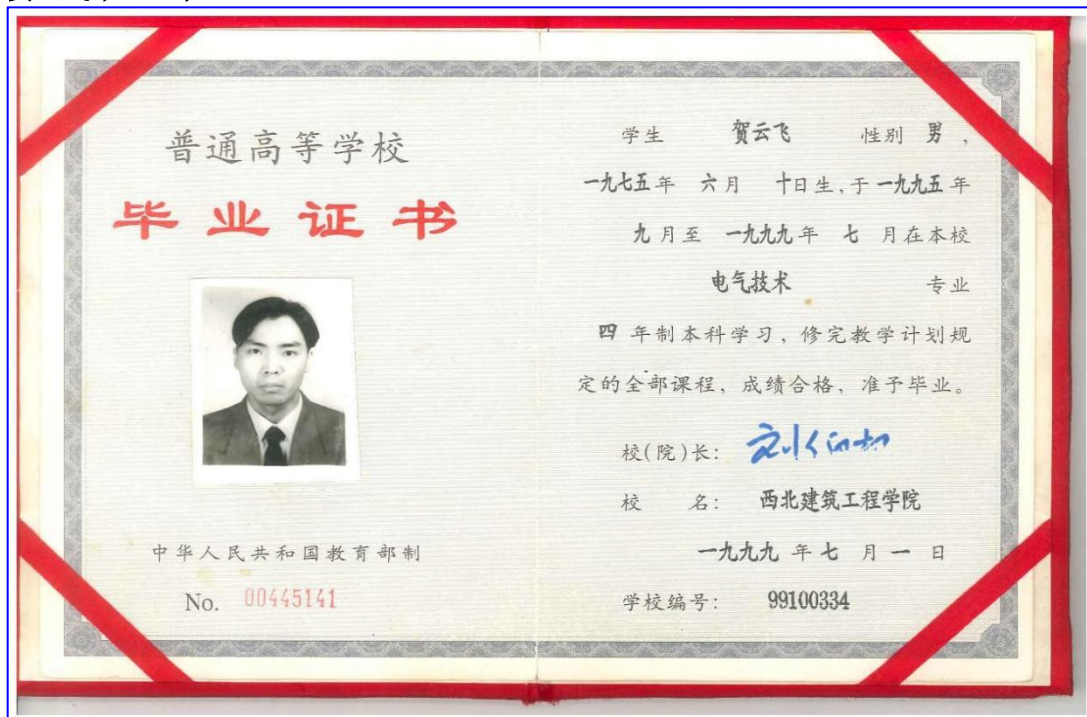 普通高等学校
毕业证书
中华人民共和国教育部制
No. 00445141
学生 贺云飞 性别 男，
一九七五年 六月 十日生，于一九九五年
九月至 一九九九年 七 月在本校
电气技术 专业
四 年制本科学习，修完教学计划规
定的全部课程，成绩合格，准予毕业。
校(院)长：
校 名： 西北建筑工程学院
一九九九 年 七 月 一 日
学校编号： 99100334